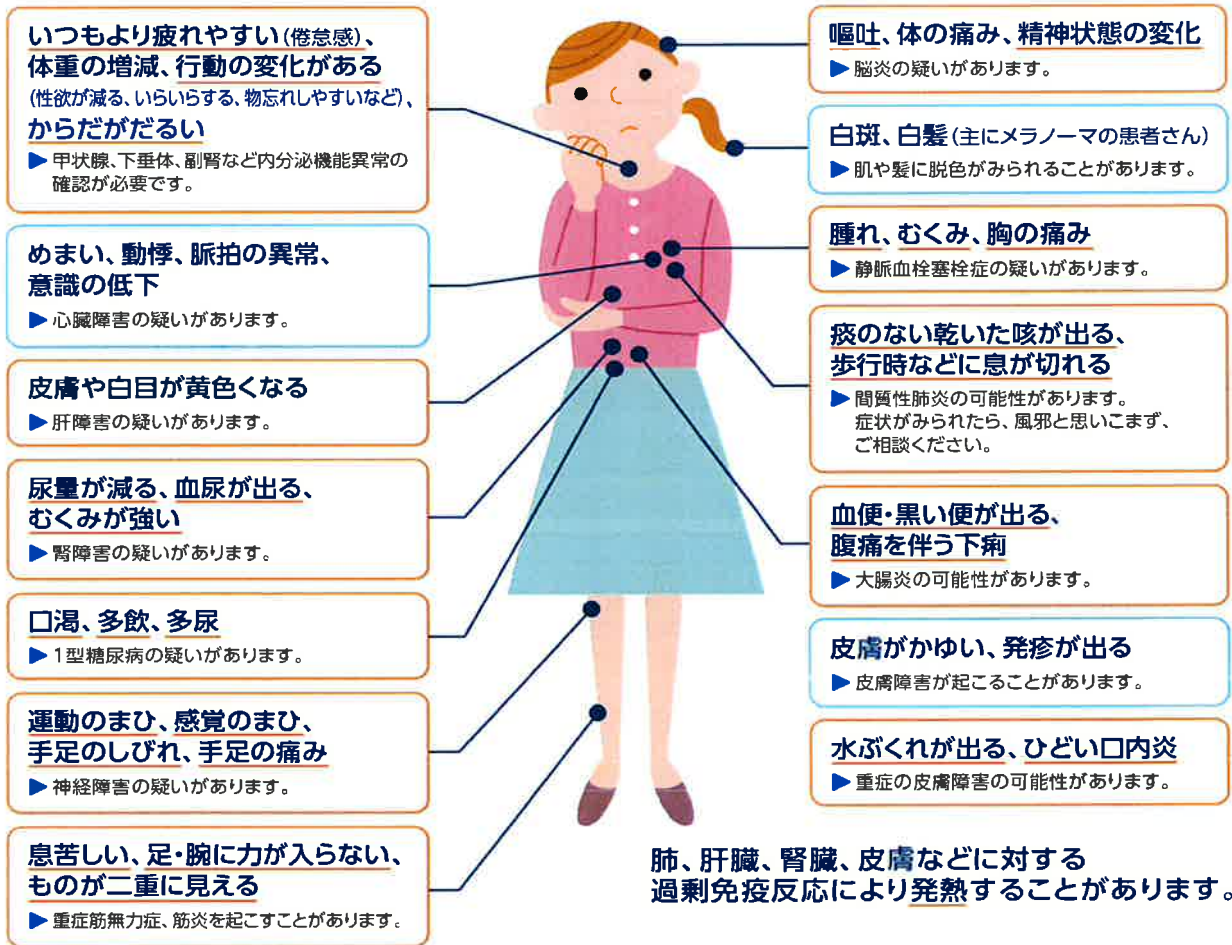 いつもより疲れやすい(倦怠感)、
体重の増減、行動の変化がある
(性欲が減る、いらいらする、物忘れしやすいなど)、
からだがだるい
▶ 甲状腺、下垂体、副腎など内分泌機能異常の
確認が必要です。
めまい、動悸、脈拍の異常、
意識の低下
▶ 心臓障害の疑いがあります。
皮膚や白目が黄色くなる
▶ 肝障害の疑いがあります。
尿量が減る、血尿が出る、
むくみが強い
▶ 腎障害の疑いがあります。
口渇、多飲、多尿
▶ 1型糖尿病の疑いがあります。
運動のまひ、感覚のまひ、
手足のしびれ、手足の痛み
▶ 神経障害の疑いがあります。
息苦しい、足・腕に力が入らない、
ものが二重に見える
▶ 重症筋無力症、筋炎を起こすことがあります。
嘔吐、体の痛み、精神状態の変化
▶ 脳炎の疑いがあります。
白斑、白髪(主にメラノーマの患者さん)
▶ 肌や髪に脱色がみられることがあります。
腫れ、むくみ、胸の痛み
▶ 静脈血栓塞栓症の疑いがあります。
痰のない乾いた咳が出る、
歩行時などに息が切れる
▶ 間質性肺炎の可能性があります。
症状がみられたら、風邪と思いこまず、
ご相談ください。
血便・黒い便が出る、
腹痛を伴う下痢
▶ 大腸炎の可能性があります。
皮膚がかゆい、発疹が出る
▶ 皮膚障害が起こることがあります。
水ぶくれが出る、ひどい口内炎
▶ 重症の皮膚障害の可能性があります。
肺、肝臓、腎臓、皮膚などに対する
過剰免疫反応により発熱することがあります。